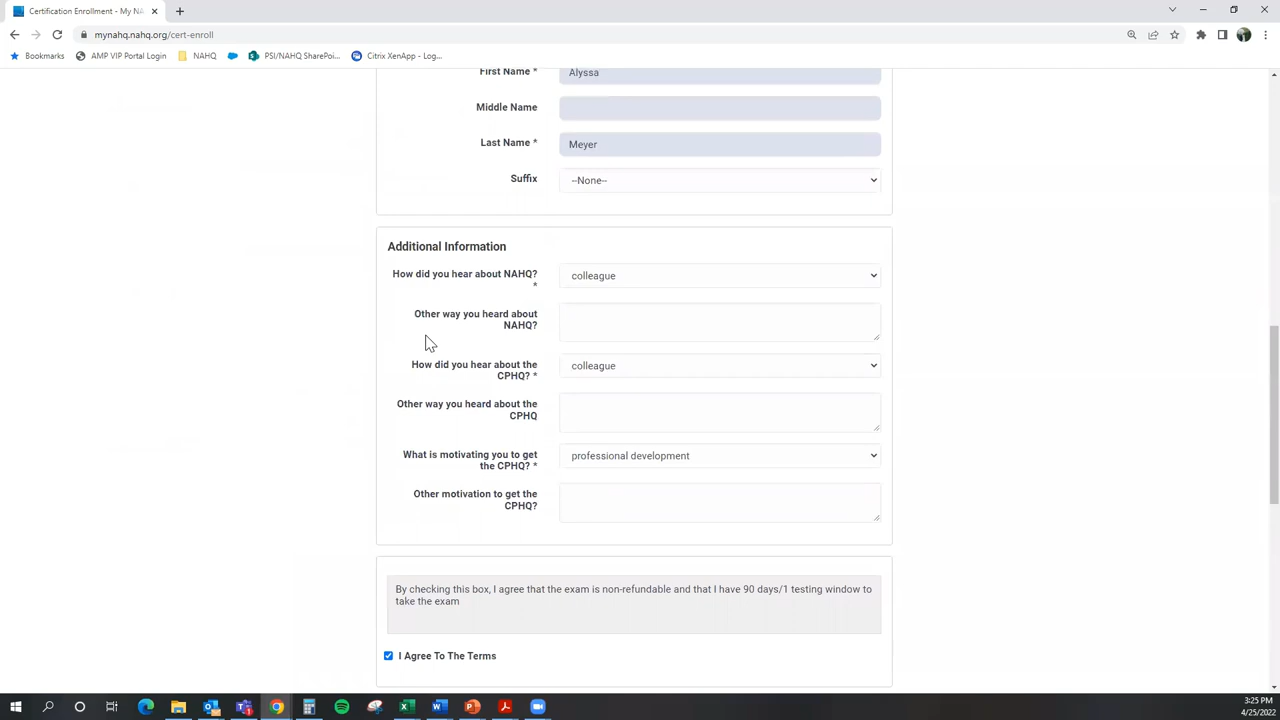 Certification Enrollment - My NA
mynahq.nahq.org/cert-enroll
Bookmarks
AMP VIP Portal Login
NAHQ
PSI/NAHQ SharePoi...
Citrix XenApp - Log...
First Name *
Alyssa
Middle Name
Last Name *
Meyer
Suffix
--None--
Additional Information
How did you hear about NAHQ?
*
colleague
Other way you heard about
NAHQ?
How did you hear about the
CPHQ? *
colleague
Other way you heard about the
CPHQ
What is motivating you to get
the CPHQ? *
professional development
Other motivation to get the
CPHQ?
By checking this box, I agree that the exam is non-refundable and that I have 90 days/1 testing window to
take the exam
I Agree To The Terms
3:25 PM
4/25/2022